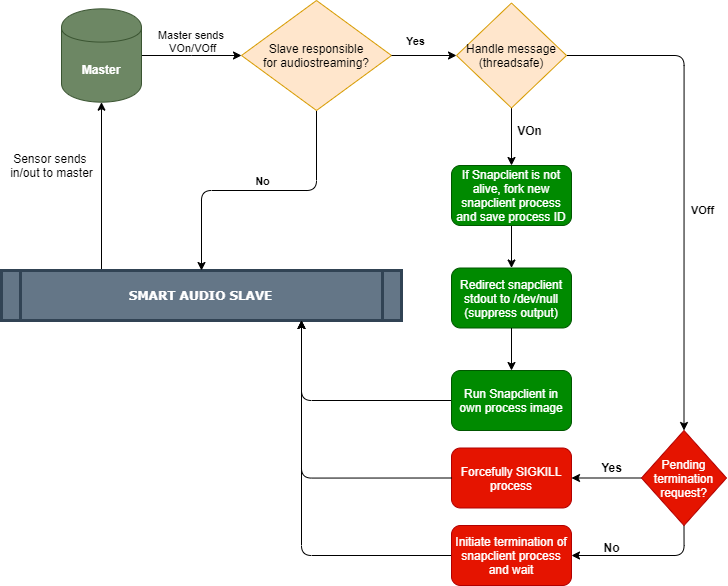 Master sends
VOn/VOff
Master
Slave responsible
for audiostreaming?
Yes
Handle message
(threadsafe)
Sensor sends
in/out to master
No
VOn
VOff
If Snapclient is not
alive, fork new
snapclient process
and save process ID
SMART AUDIO SLAVE
Redirect snapclient
stdout to /dev/null
(suppress output)
Run Snapclient in
own process image
Pending
termination
request?
Yes
Forcefully SIGKILL
process
No
Initiate termination of
snapclient process
and wait